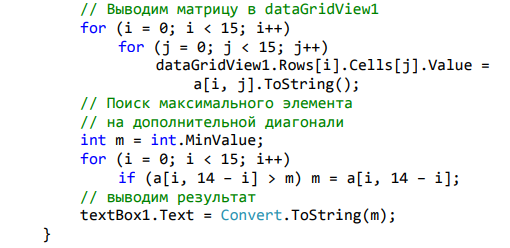 // Выводим матрицу в dataGridView1
for (i = 0; i < 15; i++)
for (j = 0; j < 15; j++)
dataGridView1.Rows[i].Cells[j].Value =
a[i, j].ToString();
// Поиск максимального элемента
// на дополнительной диагонали
int m = int.MinValue;
for (i = 0; i < 15; i++)
if (a[i, 14 – i] > m) m = a[i, 14 – i];
// выводим результат
textBox1.Text = Convert.ToString(m);
}